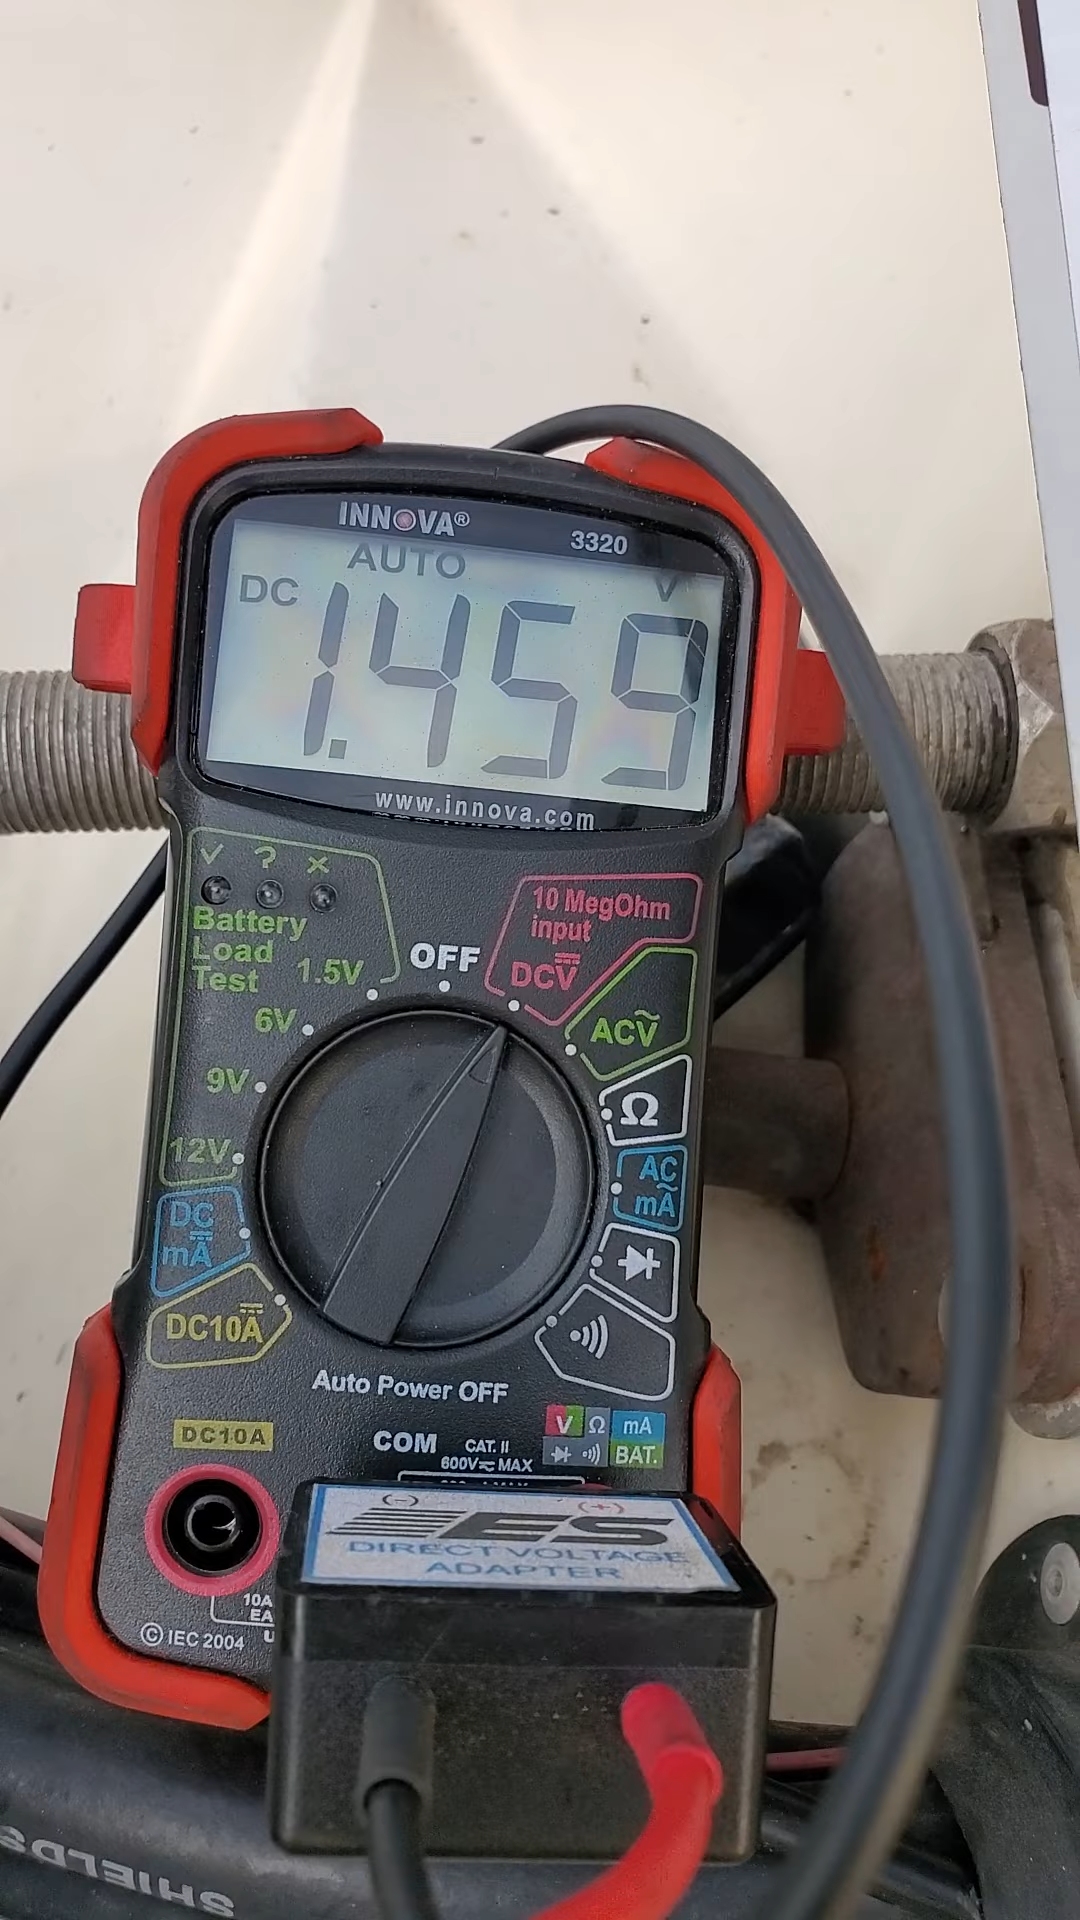 INNOVA®
3320
AUTO
DC
V
1.459
www.innova.com
✓ ? ×
Battery
Load
Test
1.5V
6V
9V
12V
OFF
10 MegOhm
input
DCV
ACV
Ω
AC
mA
DC
mA
DC10A
Auto Power OFF
DC10A
COM
CAT. II
600V MAX
V Ω mA
BAT.
10A
EA
© IEC 2004
U
(-) (+)
ES
DIRECT VOLTAGE
ADAPTER
SHIELDS